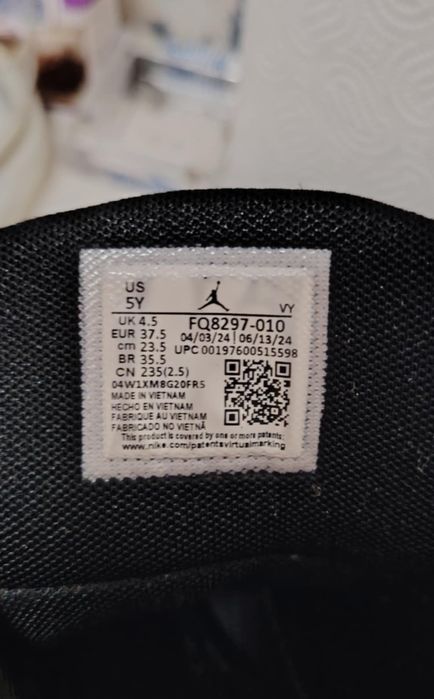 US
5Y
VY
UK 4.5
EUR 37.5
cm 23.5
BR 35.5
CN 235(2.5)
FQ8297-010
04/03/24 06/13/24
UPC 00197600515598
04W1XM8G20FR5
MADE IN VIETNAM
HECHO EN VIETNAM
FABRIQUE AU VIETNAM
FABRICADO NO VIETNÃ
This product is covered by one or more patents:
www.nike.com/patentsvirtualmarking